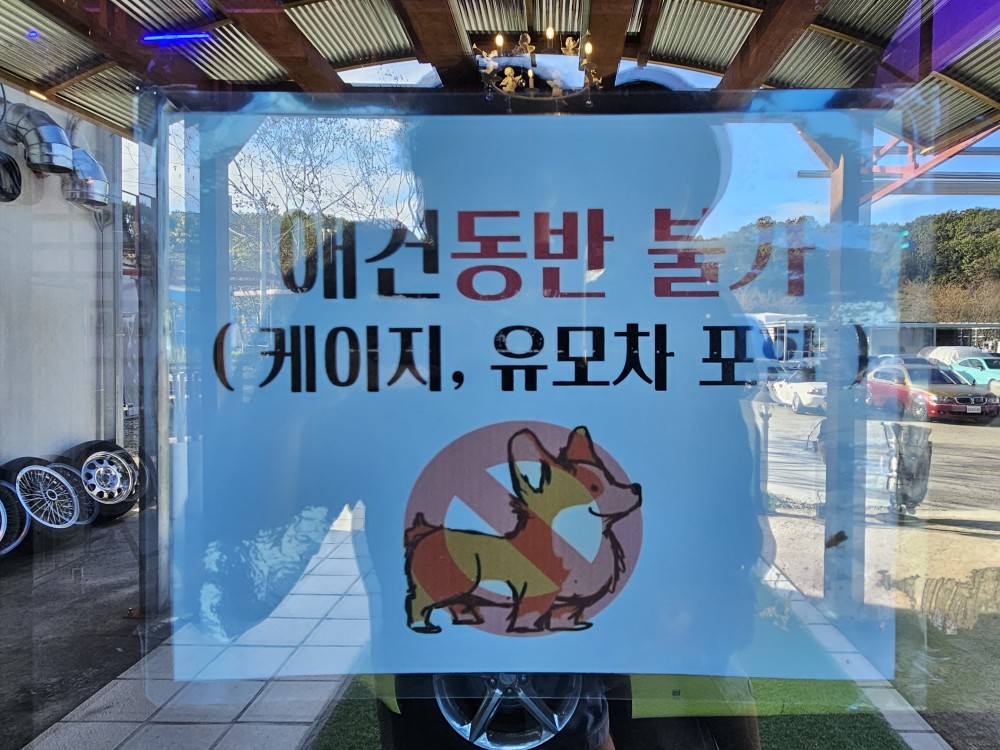 애견동반 불가
(케이지, 유모차 포함)